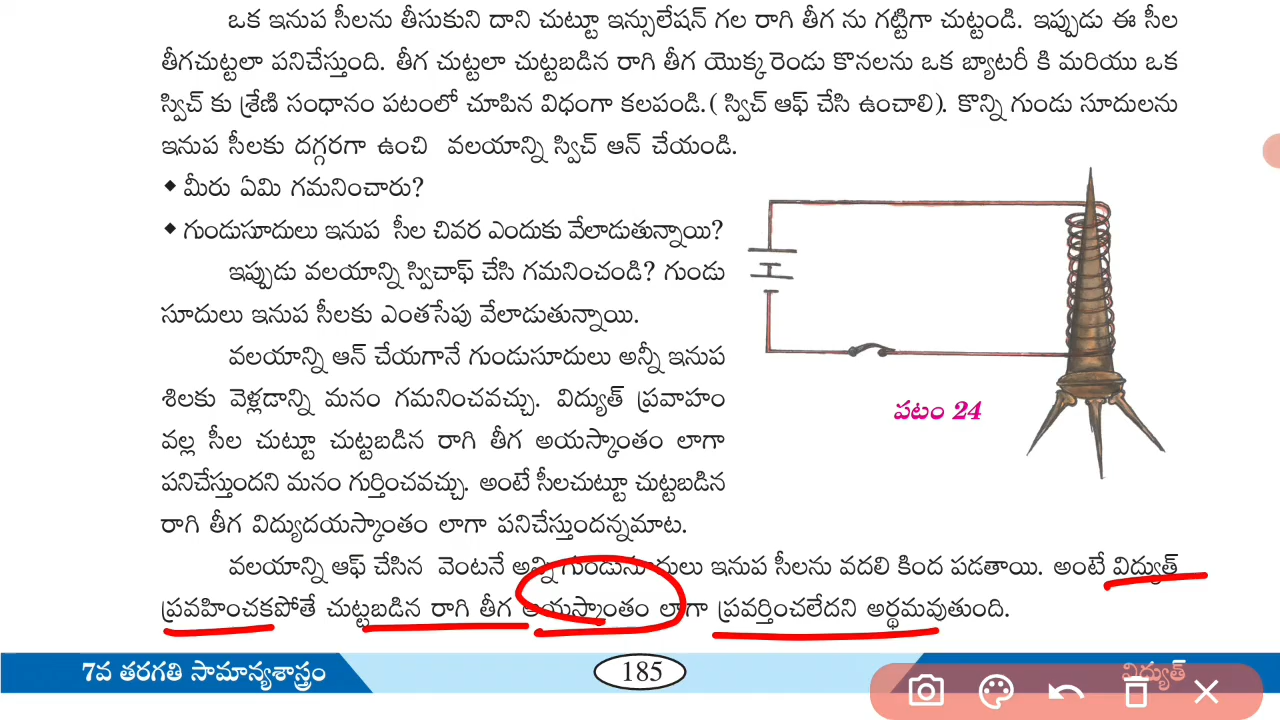 ఒక ఇనుప సీలను తీసుకుని దాని చుట్టూ ఇన్సులేషన్ గల రాగి తీగ ను గట్టిగా చుట్టండి. ఇప్పుడు ఈ సీల
తీగచుట్టలా పనిచేస్తుంది. తీగ చుట్టలా చుట్టబడిన రాగి తీగ యొక్క రెండు కొనలను ఒక బ్యాటరీ కి మరియు ఒక
స్విచ్ కు శ్రేణి సంధానం పటంలో చూపిన విధంగా కలపండి.( స్విచ్ ఆఫ్ చేసి ఉంచాలి). కొన్ని గుండు సూదులను
ఇనుప సీలకు దగ్గరగా ఉంచి వలయాన్ని స్విచ్ ఆన్ చేయండి.
◆ మీరు ఏమి గమనించారు?
◆ గుండుసూదులు ఇనుప సీల చివర ఎందుకు వేలాడుతున్నాయి?
ఇప్పుడు వలయాన్ని స్విచాఫ్ చేసి గమనించండి? గుండు
సూదులు ఇనుప సీలకు ఎంతసేపు వేలాడుతున్నాయి.
వలయాన్ని ఆన్ చేయగానే గుండుసూదులు అన్నీ ఇనుప
శిలకు వెళ్లడాన్ని మనం గమనించవచ్చు. విద్యుత్ ప్రవాహం
వల్ల సీల చుట్టూ చుట్టబడిన రాగి తీగ అయస్కాంతం లాగా
పనిచేస్తుందని మనం గుర్తించవచ్చు. అంటే సీలచుట్టూ చుట్టబడిన
రాగి తీగ విద్యుదయస్కాంతం లాగా పనిచేస్తుందన్నమాట.
పటం 24
వలయాన్ని ఆఫ్ చేసిన వెంటనే అన్ని గుండుసూదులు ఇనుప సీలను వదలి కింద పడతాయి. అంటే విద్యుత్
ప్రవహించకపోతే చుట్టబడిన రాగి తీగ అయస్కాంతం లాగా ప్రవర్తించలేదని అర్థమవుతుంది.
7వ తరగతి సామాన్యశాస్త్రం
185
విద్యుత్